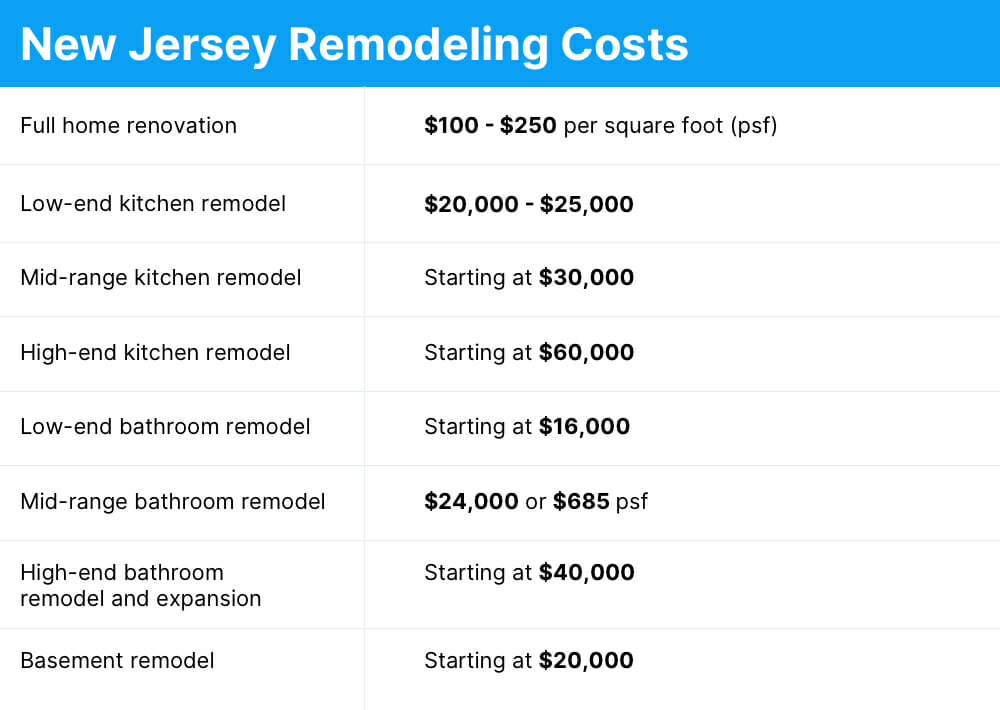 New Jersey Remodeling Costs
Full home renovation
$100 - $250 per square foot (psf)
Low-end kitchen remodel
$20,000 - $25,000
Mid-range kitchen remodel
Starting at $30,000
High-end kitchen remodel
Starting at $60,000
Low-end bathroom remodel
Starting at $16,000
Mid-range bathroom remodel
$24,000 or $685 psf
High-end bathroom
remodel and expansion
Starting at $40,000
Basement remodel
Starting at $20,000